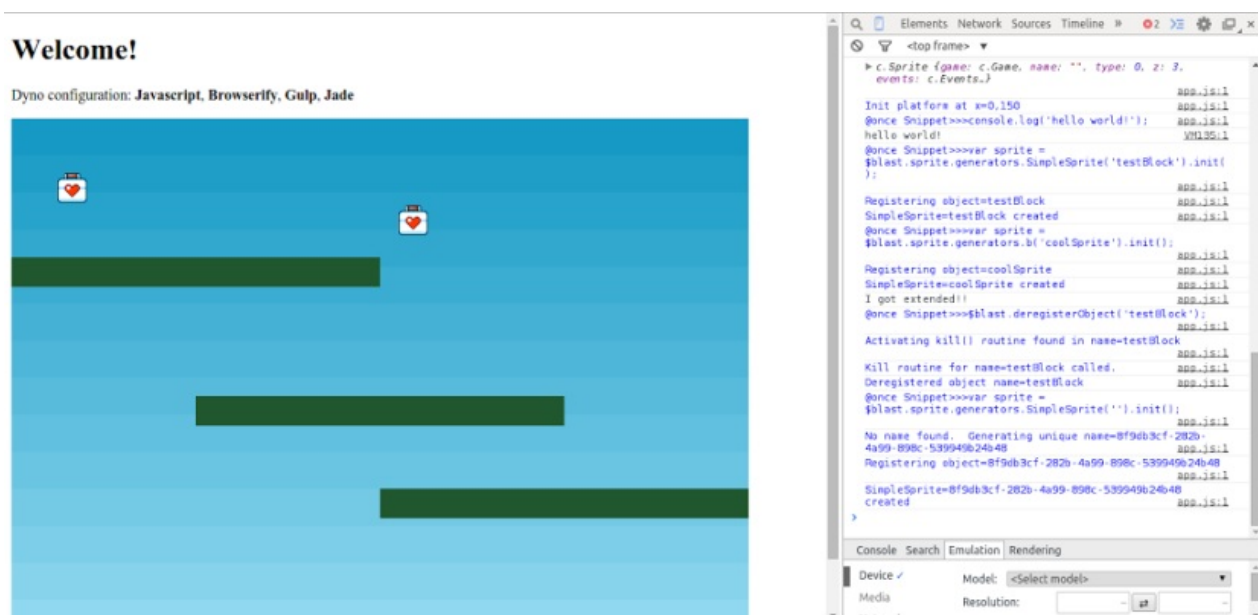 Welcome!
Dyno configuration: Javascript, Browserify, Gulp, Jade
Elements Network Sources Timeline » 2
<top frame> ▼
▶ c.Sprite {game: c.Game, name: "", type: 0, z: 3,
events: c.Events…}
app.js:1
Init platform at x=0,150 app.js:1
@once Snippet>>>console.log('hello world!'); app.js:1
hello world! VM135:1
@once Snippet>>>var sprite =
$blast.sprite.generators.SimpleSprite('testBlock').init(
);
app.js:1
Registering object=testBlock app.js:1
SimpleSprite=testBlock created app.js:1
@once Snippet>>>var sprite =
$blast.sprite.generators.b('coolSprite').init();
app.js:1
Registering object=coolSprite app.js:1
SimpleSprite=coolSprite created app.js:1
I got extended!! app.js:1
@once Snippet>>>$blast.deregisterObject('testBlock');
app.js:1
Activating kill() routine found in name=testBlock
app.js:1
Kill routine for name=testBlock called. app.js:1
Deregistered object name=testBlock app.js:1
@once Snippet>>>var sprite =
$blast.sprite.generators.SimpleSprite('').init();
app.js:1
No name found. Generating unique name=8f9db3cf-282b-
4a99-898c-539949b24b48 app.js:1
Registering object=8f9db3cf-282b-4a99-898c-539949b24b48
app.js:1
SimpleSprite=8f9db3cf-282b-4a99-898c-539949b24b48
created app.js:1
Console Search Emulation Rendering
Device ✓
Model: <Select model>
Media
Resolution: